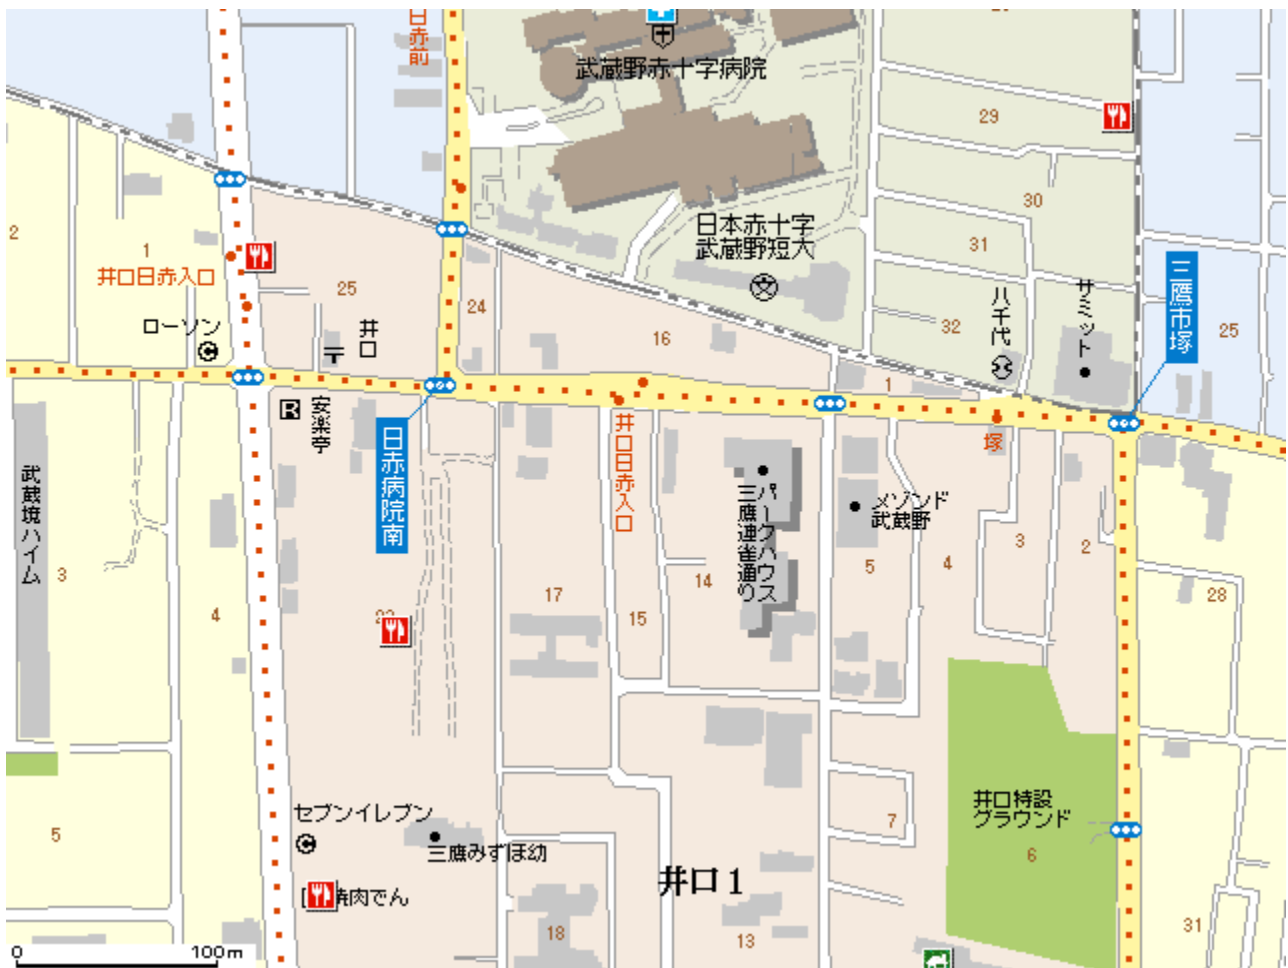 日赤前
武蔵野赤十字病院
29
30
日本赤十字
武蔵野短大
31
32
八千代
サミット
三鷹市塚
25
2
1
井口日赤入口
25
24
16
1
ローソン
井口
安楽亭
日赤病院南
井口日赤入口
塚
武蔵境ハイム
パークハウス
三鷹連雀通り
メゾンド
武蔵野
3
4
17
15
14
5
4
3
2
28
井口特設
グラウンド
6
7
5
セブンイレブン
三鷹みずほ幼
焼肉でん
井口1
18
13
31
0
100m